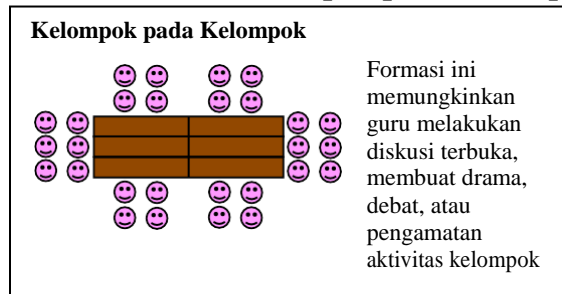 Kelompok pada Kelompok
Formasi ini
memungkinkan
guru melakukan
diskusi terbuka,
membuat drama,
debat, atau
pengamatan
aktivitas kelompok